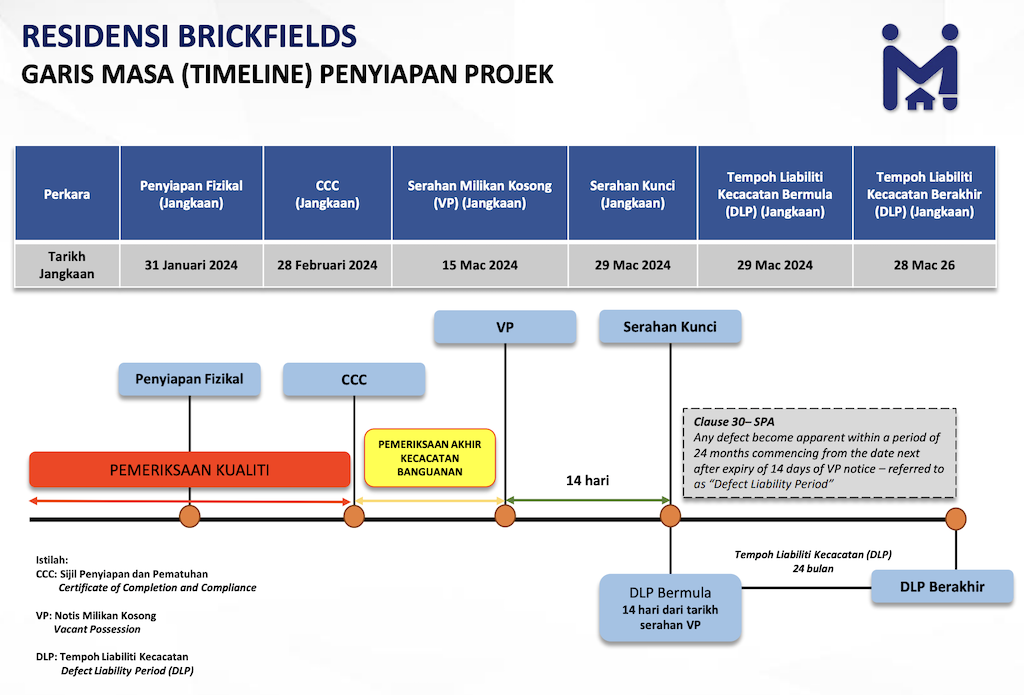 RESIDENSI BRICKFIELDS
GARIS MASA (TIMELINE) PENYIAPAN PROJEK
Perkara
Penyiapan Fizikal
(Jangkaan)
CCC
(Jangkaan)
Serahan Milikan Kosong
(VP) (Jangkaan)
Serahan Kunci
(Jangkaan)
Tempoh Liabiliti
Kecacatan Bermula
(DLP) (Jangkaan)
Tempoh Liabiliti
Kecacatan Berakhir
(DLP) (Jangkaan)
Tarikh
Jangkaan
31 Januari 2024
28 Februari 2024
15 Mac 2024
29 Mac 2024
29 Mac 2024
28 Mac 26
VP
Serahan Kunci
Penyiapan Fizikal
CCC
PEMERIKSAAN KUALITI
PEMERIKSAAN AKHIR
KECACATAN
BANGUANAN
14 hari
Clause 30– SPA
Any defect become apparent within a period of
24 months commencing from the date next
after expiry of 14 days of VP notice – referred to
as “Defect Liability Period”
Istilah:
CCC: Sijil Penyiapan dan Pematuhan
Certificate of Completion and Compliance
VP: Notis Milikan Kosong
Vacant Possession
DLP: Tempoh Liabiliti Kecacatan
Defect Liability Period (DLP)
DLP Bermula
14 hari dari tarikh
serahan VP
Tempoh Liabiliti Kecacatan (DLP)
24 bulan
DLP Berakhir